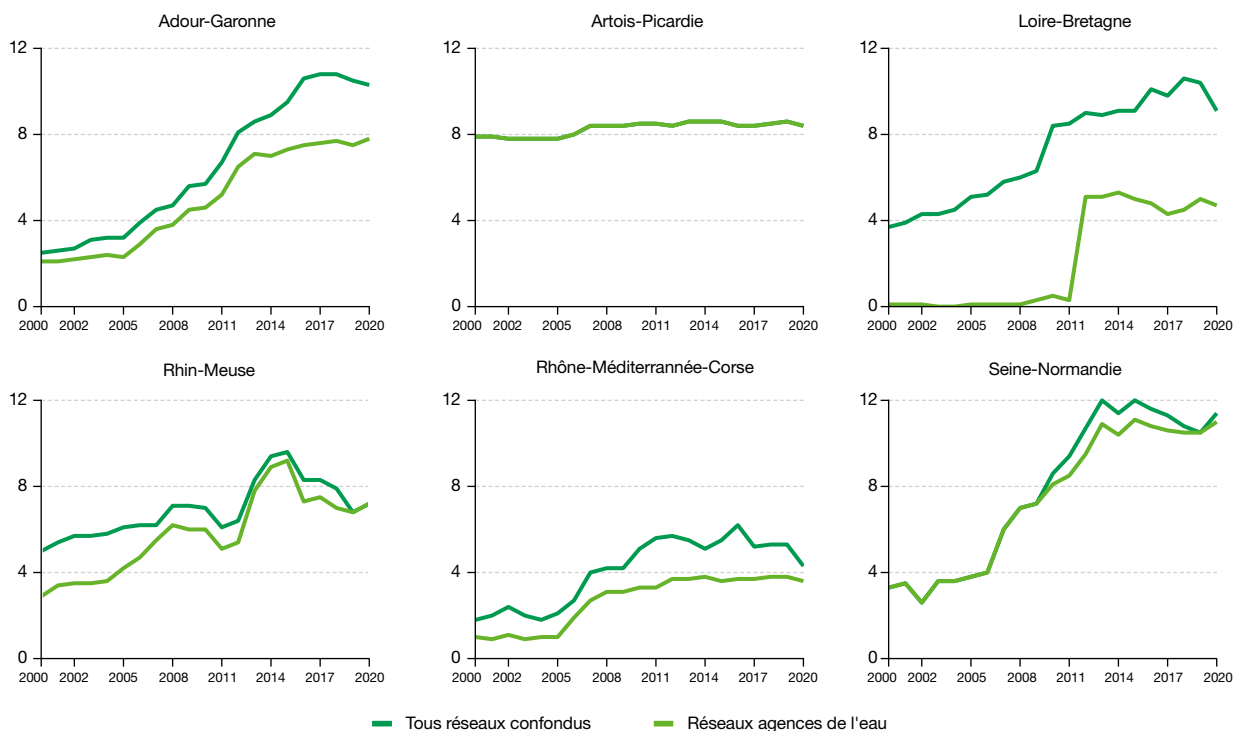 Adour-Garonne
12
8
4
0
2000 2002 2005 2008 2011 2014 2017 2020
Artois-Picardie
12
8
4
0
2000 2002 2005 2008 2011 2014 2017 2020
Loire-Bretagne
12
8
4
0
2000 2002 2005 2008 2011 2014 2017 2020
Rhin-Meuse
12
8
4
0
2000 2002 2005 2008 2011 2014 2017 2020
Rhône-Méditerrannée-Corse
12
8
4
0
2000 2002 2005 2008 2011 2014 2017 2020
Seine-Normandie
12
8
4
0
2000 2002 2005 2008 2011 2014 2017 2020
Tous réseaux confondus Réseaux agences de l'eau